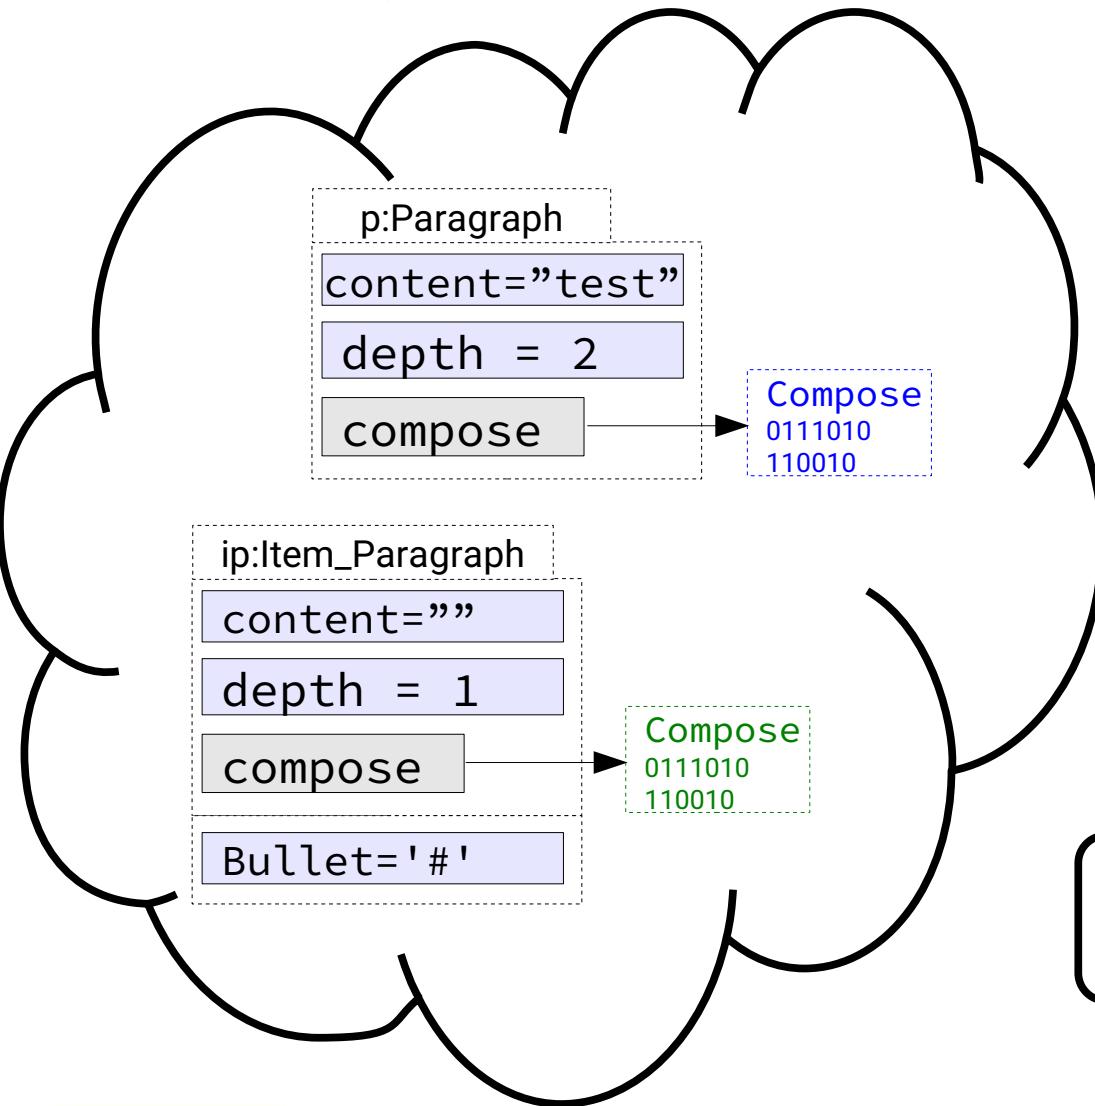 p:Paragraph
content=”test”
depth = 2
compose
Compose
0111010
110010
ip:Item_Paragraph
content=””
depth = 1
compose
Compose
0111010
110010
Bullet='#'